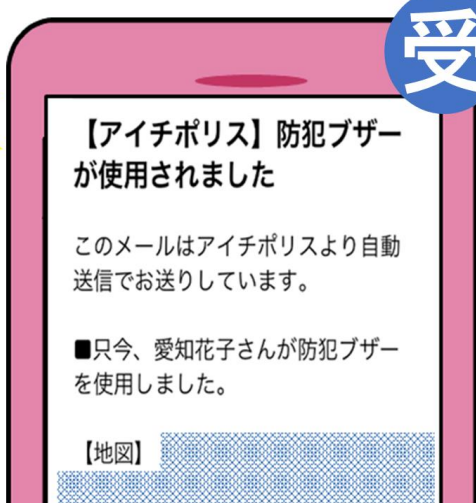 受
【アイチポリス】防犯ブザー
が使用されました
このメールはアイチポリスより自動
送信でお送りしています。
■只今、愛知花子さんが防犯ブザー
を使用しました。
【地図】